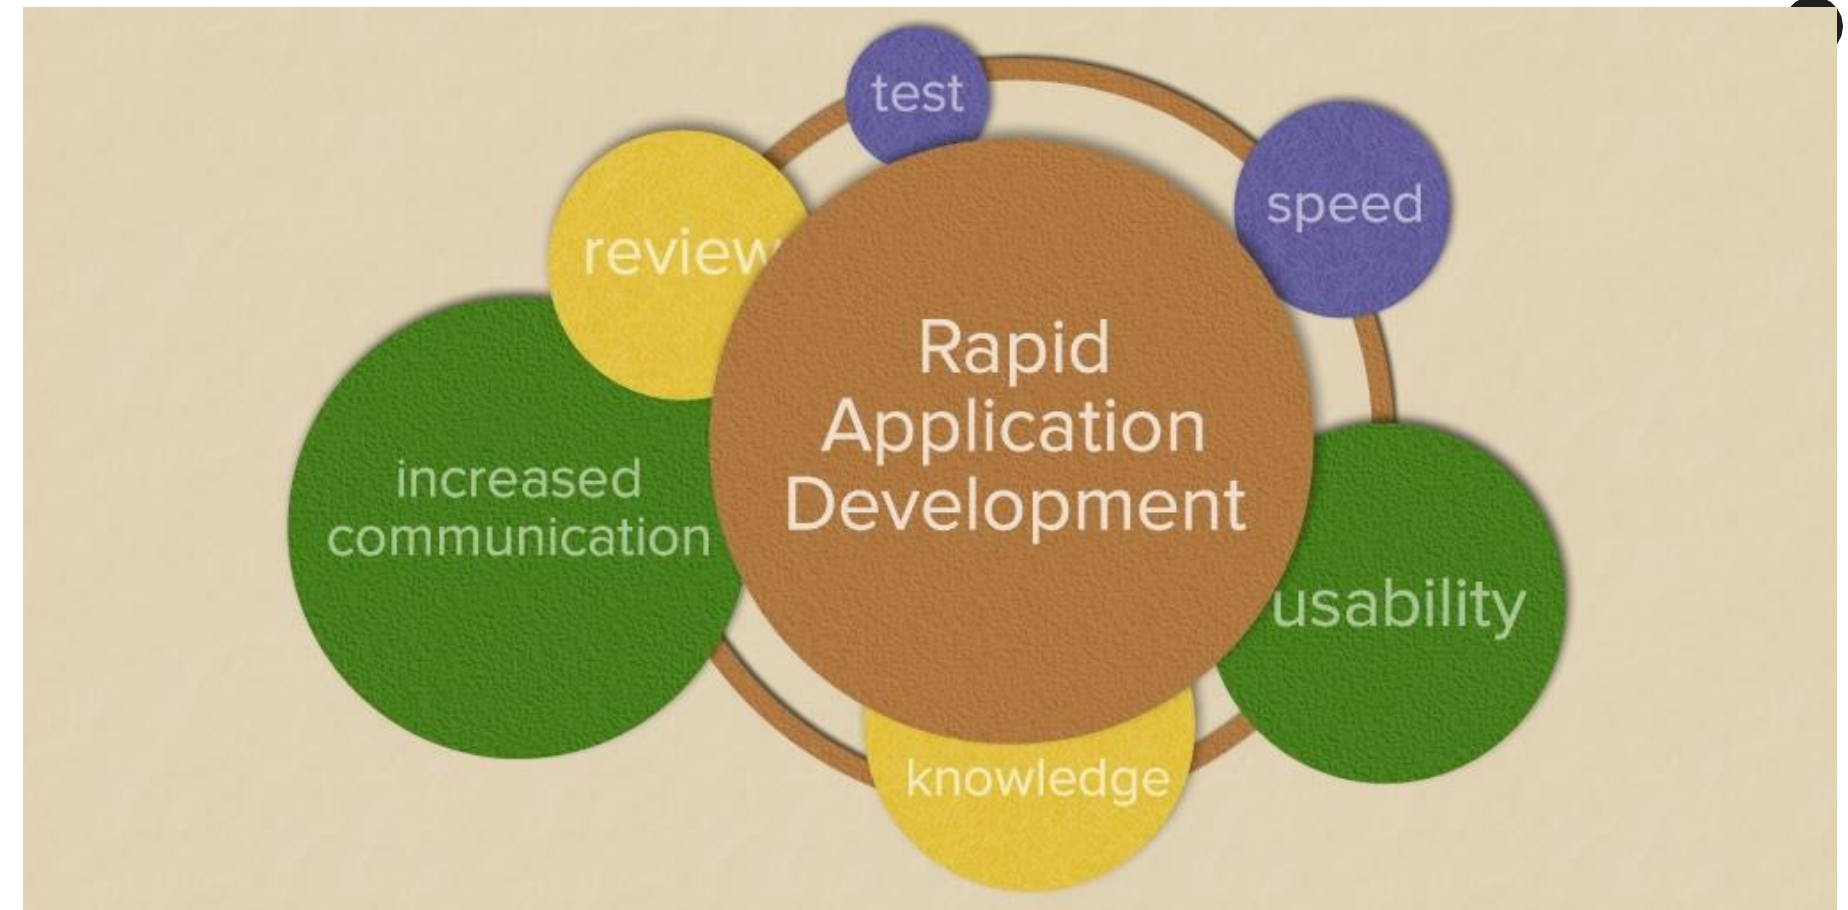 test
speed
review
Rapid
Application
Development
increased
communication
usability
knowledge